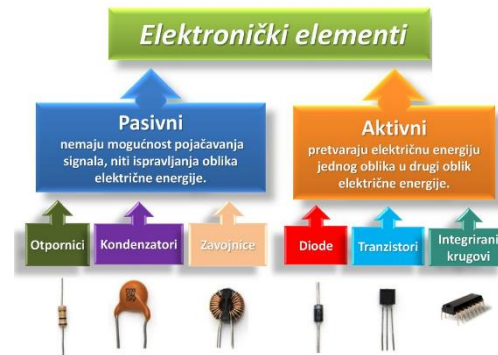 Elektronički elementi
Pasivni
nemaju mogućnost pojačavanja
signala, niti ispravljanja oblika
električne energije.
Aktivni
pretvaraju električnu energiju
jednog oblika u drugi oblik
električne energije.
Otpornici
Kondenzatori
Zavojnice
Diode
Tranzistori
Integrirani
krugovi